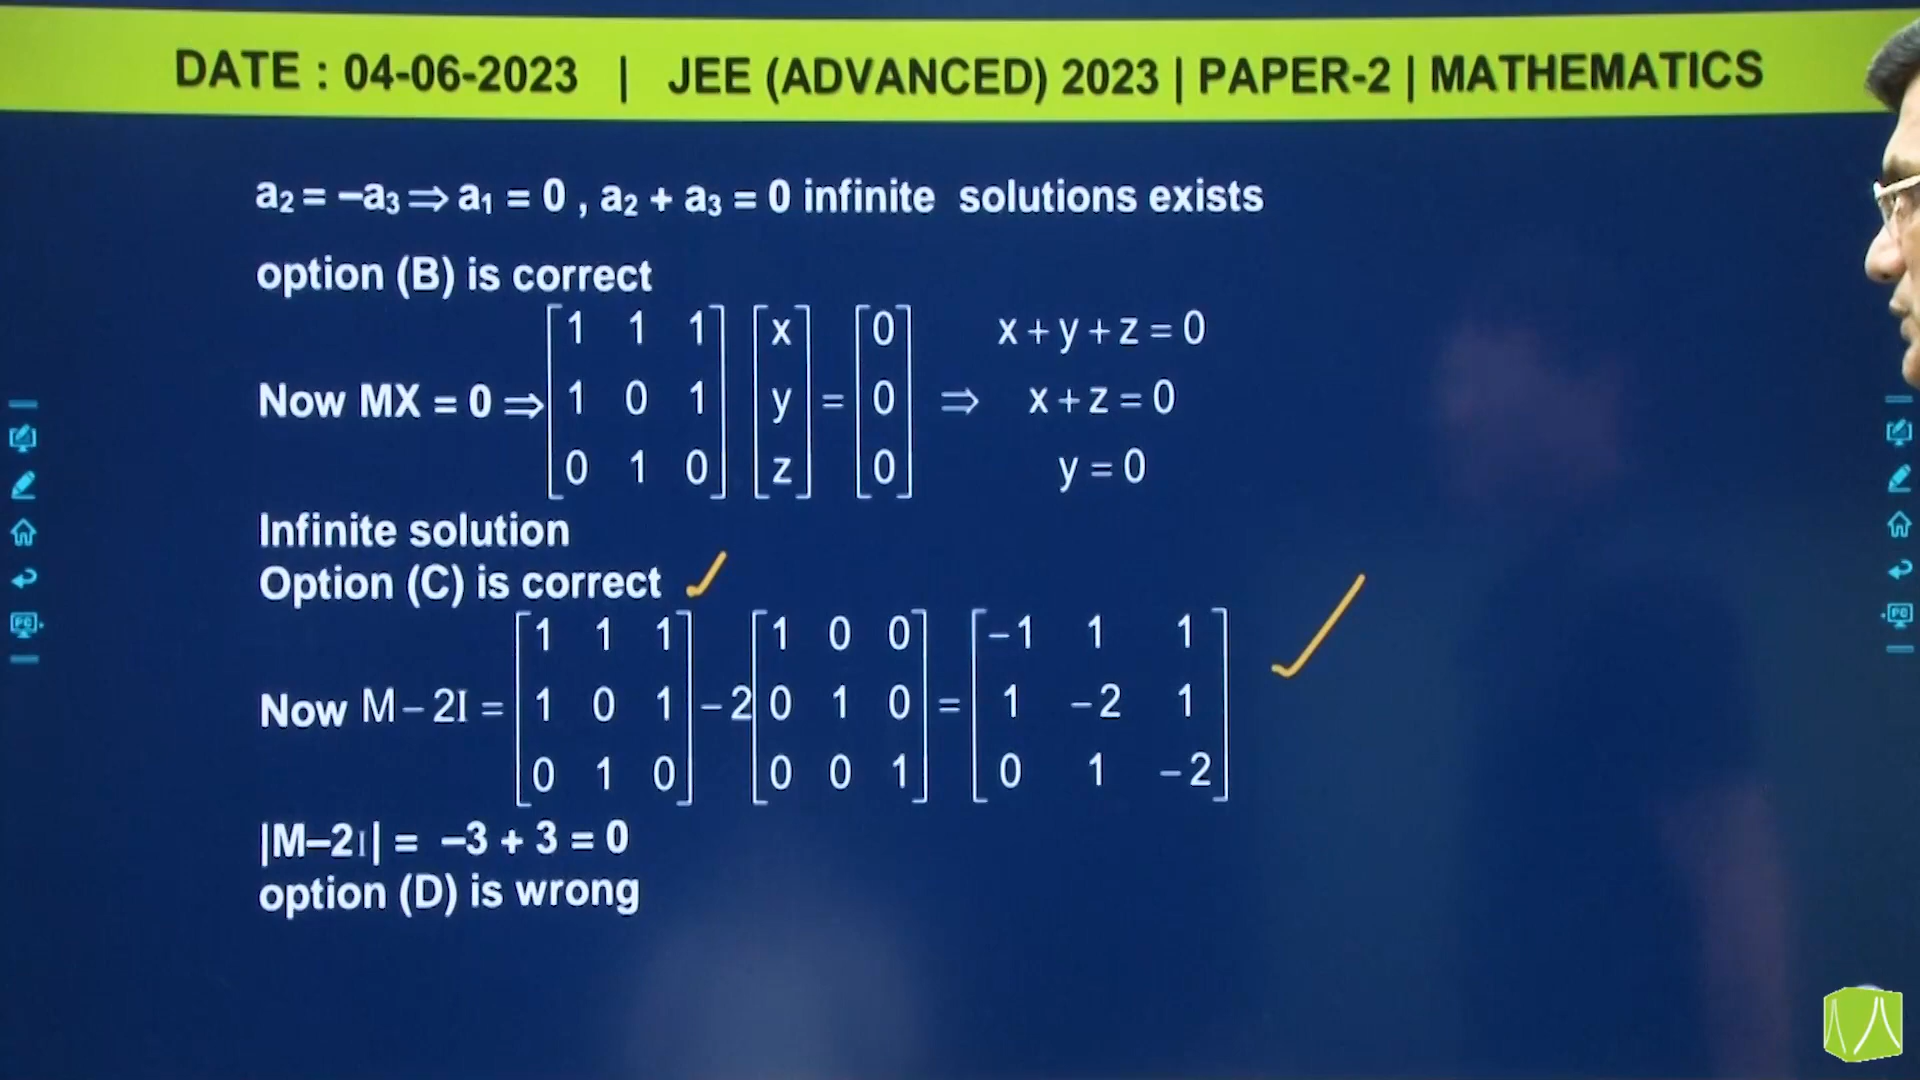 DATE : 04-06-2023 | JEE (ADVANCED) 2023 | PAPER-2 | MATHEMATICS
a₂ = –a₃ ⇒ a₁ = 0 , a₂ + a₃ = 0 infinite solutions exists
option (B) is correct
Now MX = 0 ⇒ [1 1 1; 1 0 1; 0 1 0] [x; y; z] = [0; 0; 0] ⇒ x + y + z = 0
x + z = 0
y = 0
Infinite solution
Option (C) is correct ✓
Now M – 2I = [1 1 1; 1 0 1; 0 1 0] – 2[1 0 0; 0 1 0; 0 0 1] = [–1 1 1; 1 –2 1; 0 1 –2] ✓
|M–2I| = –3 + 3 = 0
option (D) is wrong
PC
PC